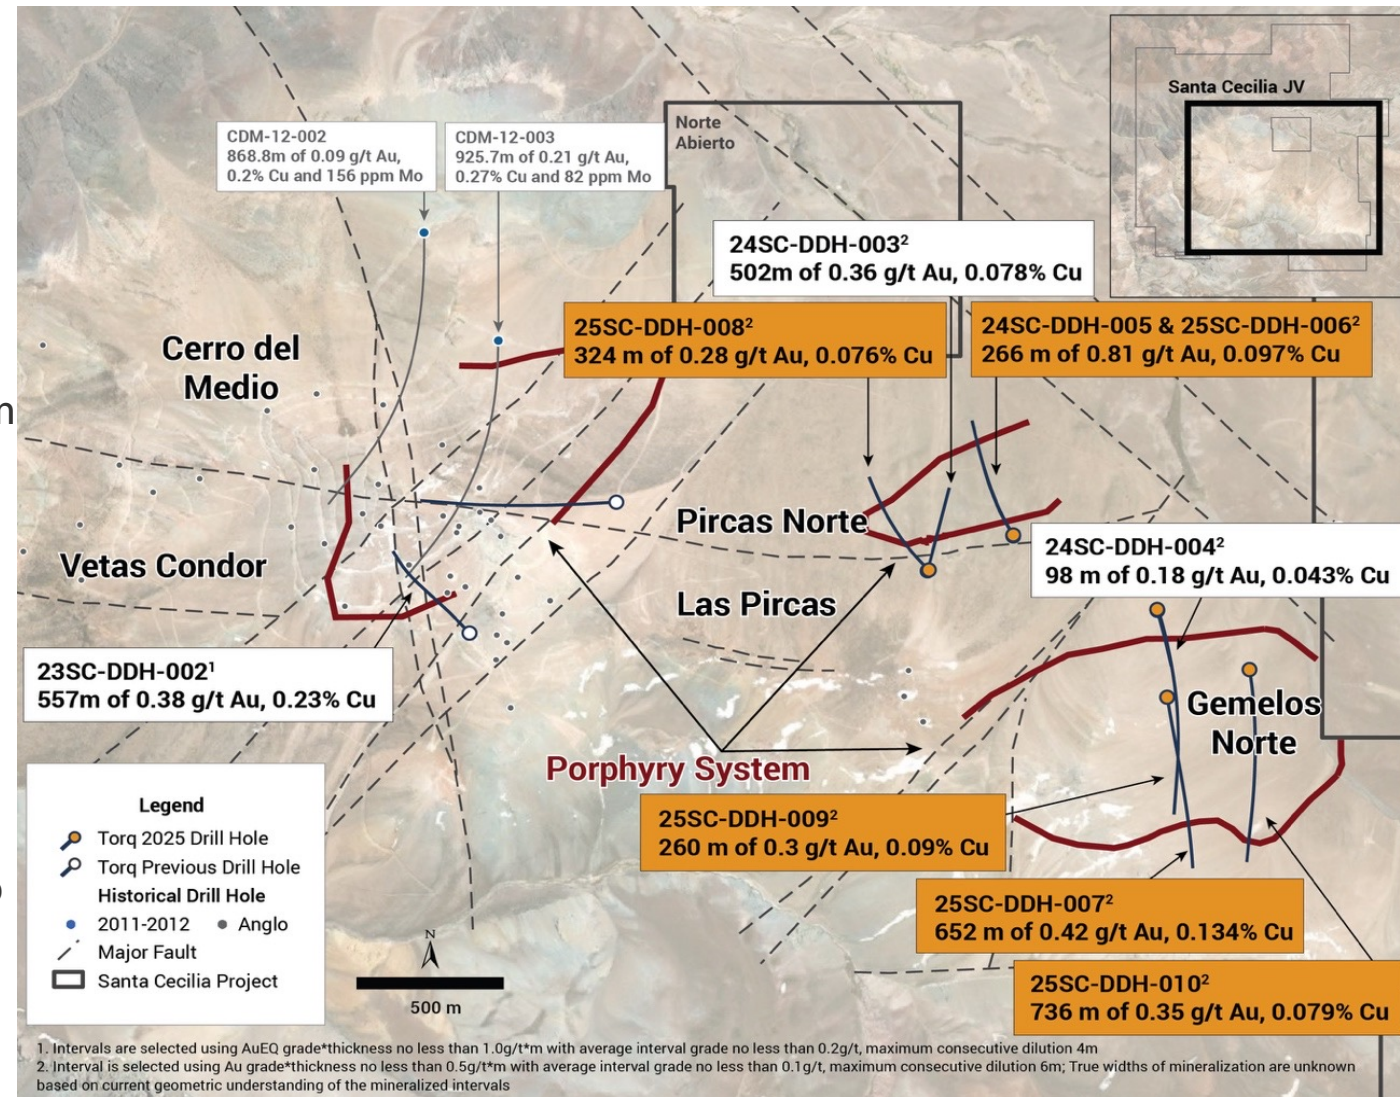 Santa Cecilia JV
Norte
Abierto
CDM-12-002
868.8m of 0.09 g/t Au,
0.2% Cu and 156 ppm Mo
CDM-12-003
925.7m of 0.21 g/t Au,
0.27% Cu and 82 ppm Mo
24SC-DDH-003²
502m of 0.36 g/t Au, 0.078% Cu
25SC-DDH-008²
324 m of 0.28 g/t Au, 0.076% Cu
24SC-DDH-005 & 25SC-DDH-006²
266 m of 0.81 g/t Au, 0.097% Cu
Cerro del
Medio
n
Pircas Norte
Vetas Condor
24SC-DDH-004²
98 m of 0.18 g/t Au, 0.043% Cu
Las Pircas
23SC-DDH-002¹
557m of 0.38 g/t Au, 0.23% Cu
Gemelos
Norte
Porphyry System
25SC-DDH-009²
260 m of 0.3 g/t Au, 0.09% Cu
25SC-DDH-007²
652 m of 0.42 g/t Au, 0.134% Cu
25SC-DDH-010²
736 m of 0.35 g/t Au, 0.079% Cu
Legend
Torq 2025 Drill Hole
Torq Previous Drill Hole
Historical Drill Hole
2011-2012 Anglo
Major Fault
Santa Cecilia Project
N
500 m
1. Intervals are selected using AuEQ grade*thickness no less than 1.0g/t*m with average interval grade no less than 0.2g/t, maximum consecutive dilution 4m
2. Interval is selected using Au grade*thickness no less than 0.5g/t*m with average interval grade no less than 0.1g/t, maximum consecutive dilution 6m; True widths of mineralization are unknown
based on current geometric understanding of the mineralized intervals